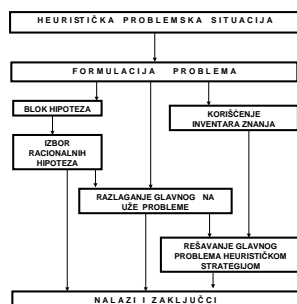 HEURISTIČKA PROBLEMSKA SITUACIJA
FORMULACIJA PROBLEMA
BLOK HIPOTEZA
KORIŠĆENJE
INVENTARA ZNANJA
IZBOR
RACIONALNIH
HIPOTEZA
RAZLAGANJE GLAVNOG NA
UŽE PROBLEME
REŠAVANJE GLAVNOG
PROBLEMA HEURISTIČKOM
STRATEGIJOM
NALAZI I ZAKLJUČCI